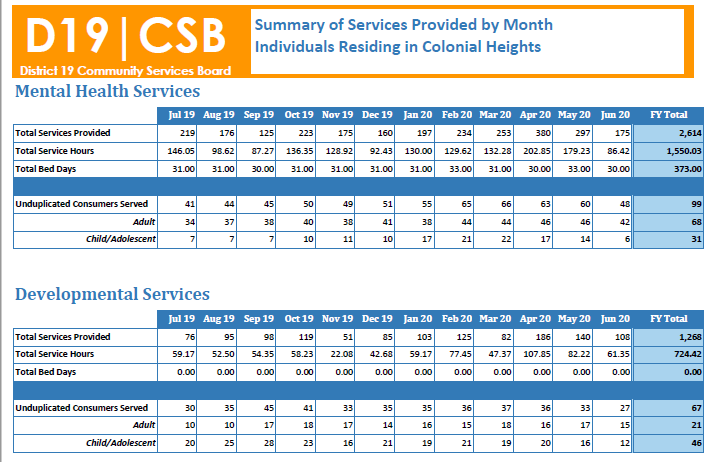 D19|CSB
District 19 Community Services Board
Summary of Services Provided by Month
Individuals Residing in Colonial Heights
Mental Health Services
Jul 19 Aug 19 Sep 19 Oct 19 Nov 19 Dec 19 Jan 20 Feb 20 Mar 20 Apr 20 May 20 Jun 20 FY Total
Total Services Provided 219 176 125 223 175 160 197 234 253 380 297 175 2,614
Total Service Hours 146.05 98.62 87.27 136.35 128.92 92.43 130.00 129.62 132.28 202.85 179.23 86.42 1,550.03
Total Bed Days 31.00 31.00 30.00 31.00 31.00 31.00 31.00 33.00 31.00 30.00 33.00 30.00 373.00
Unduplicated Consumers Served 41 44 45 50 49 51 55 65 66 63 60 48 99
Adult 34 37 38 40 38 41 38 44 44 46 46 42 68
Child/Adolescent 7 7 7 10 11 10 17 21 22 17 14 6 31
Developmental Services
Jul 19 Aug 19 Sep 19 Oct 19 Nov 19 Dec 19 Jan 20 Feb 20 Mar 20 Apr 20 May 20 Jun 20 FY Total
Total Services Provided 76 95 98 119 51 85 103 125 82 186 140 108 1,268
Total Service Hours 59.17 52.50 54.35 58.23 22.08 42.68 59.17 77.45 47.37 107.85 82.22 61.35 724.42
Total Bed Days 0.00 0.00 0.00 0.00 0.00 0.00 0.00 0.00 0.00 0.00 0.00 0.00 0.00
Unduplicated Consumers Served 30 35 45 41 33 35 35 36 37 36 33 27 67
Adult 10 10 17 18 17 14 16 15 18 16 17 15 21
Child/Adolescent 20 25 28 23 16 21 19 21 19 20 16 12 46